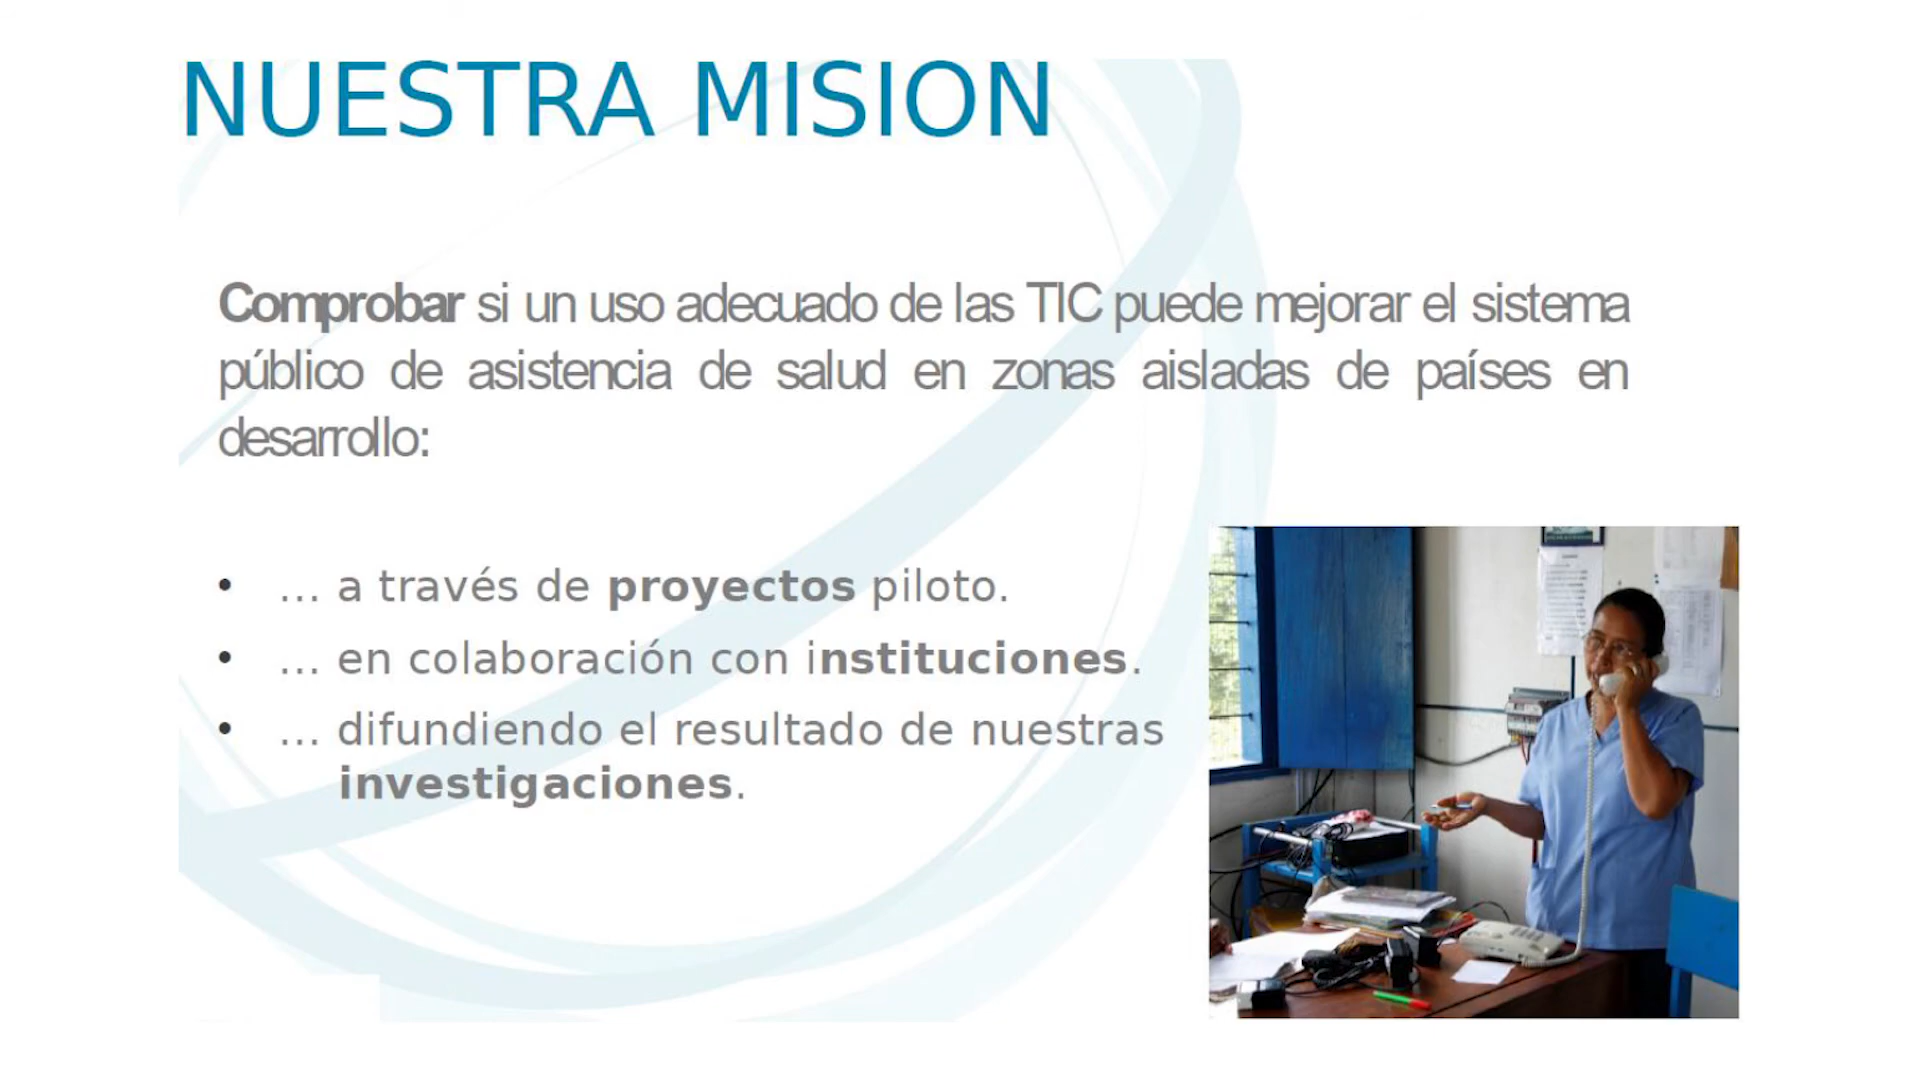 NUESTRA MISION
Comprobar si un uso adecuado de las TIC puede mejorar el sistema
público de asistencia de salud en zonas aisladas de países en
desarrollo:
• ... a través de proyectos piloto.
• ... en colaboración con instituciones.
• ... difundiendo el resultado de nuestras
investigaciones.